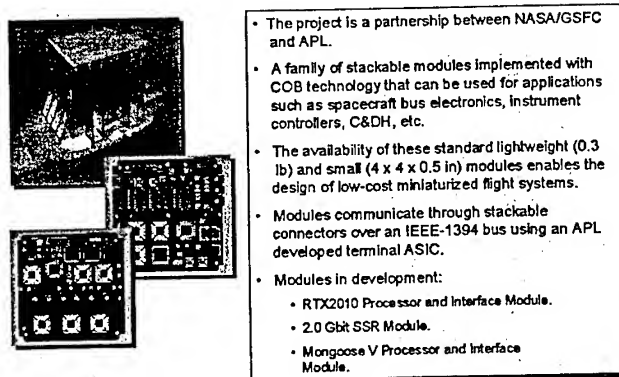 • The project is a partnership between NASA/GSFC
and APL.
• A family of stackable modules implemented with
COB technology that can be used for applications
such as spacecraft bus electronics, instrument
controllers, C&DH, etc.
• The availability of these standard lightweight (0.3
lb) and small (4 x 4 x 0.5 in) modules enables the
design of low-cost miniaturized flight systems.
• Modules communicate through stackable
connectors over an IEEE-1394 bus using an APL
developed terminal ASIC.
• Modules in development:
• RTX2010 Processor and Interface Module.
• 2.0 Gbit SSR Module.
• Mongoose V Processor and Interface
Module.